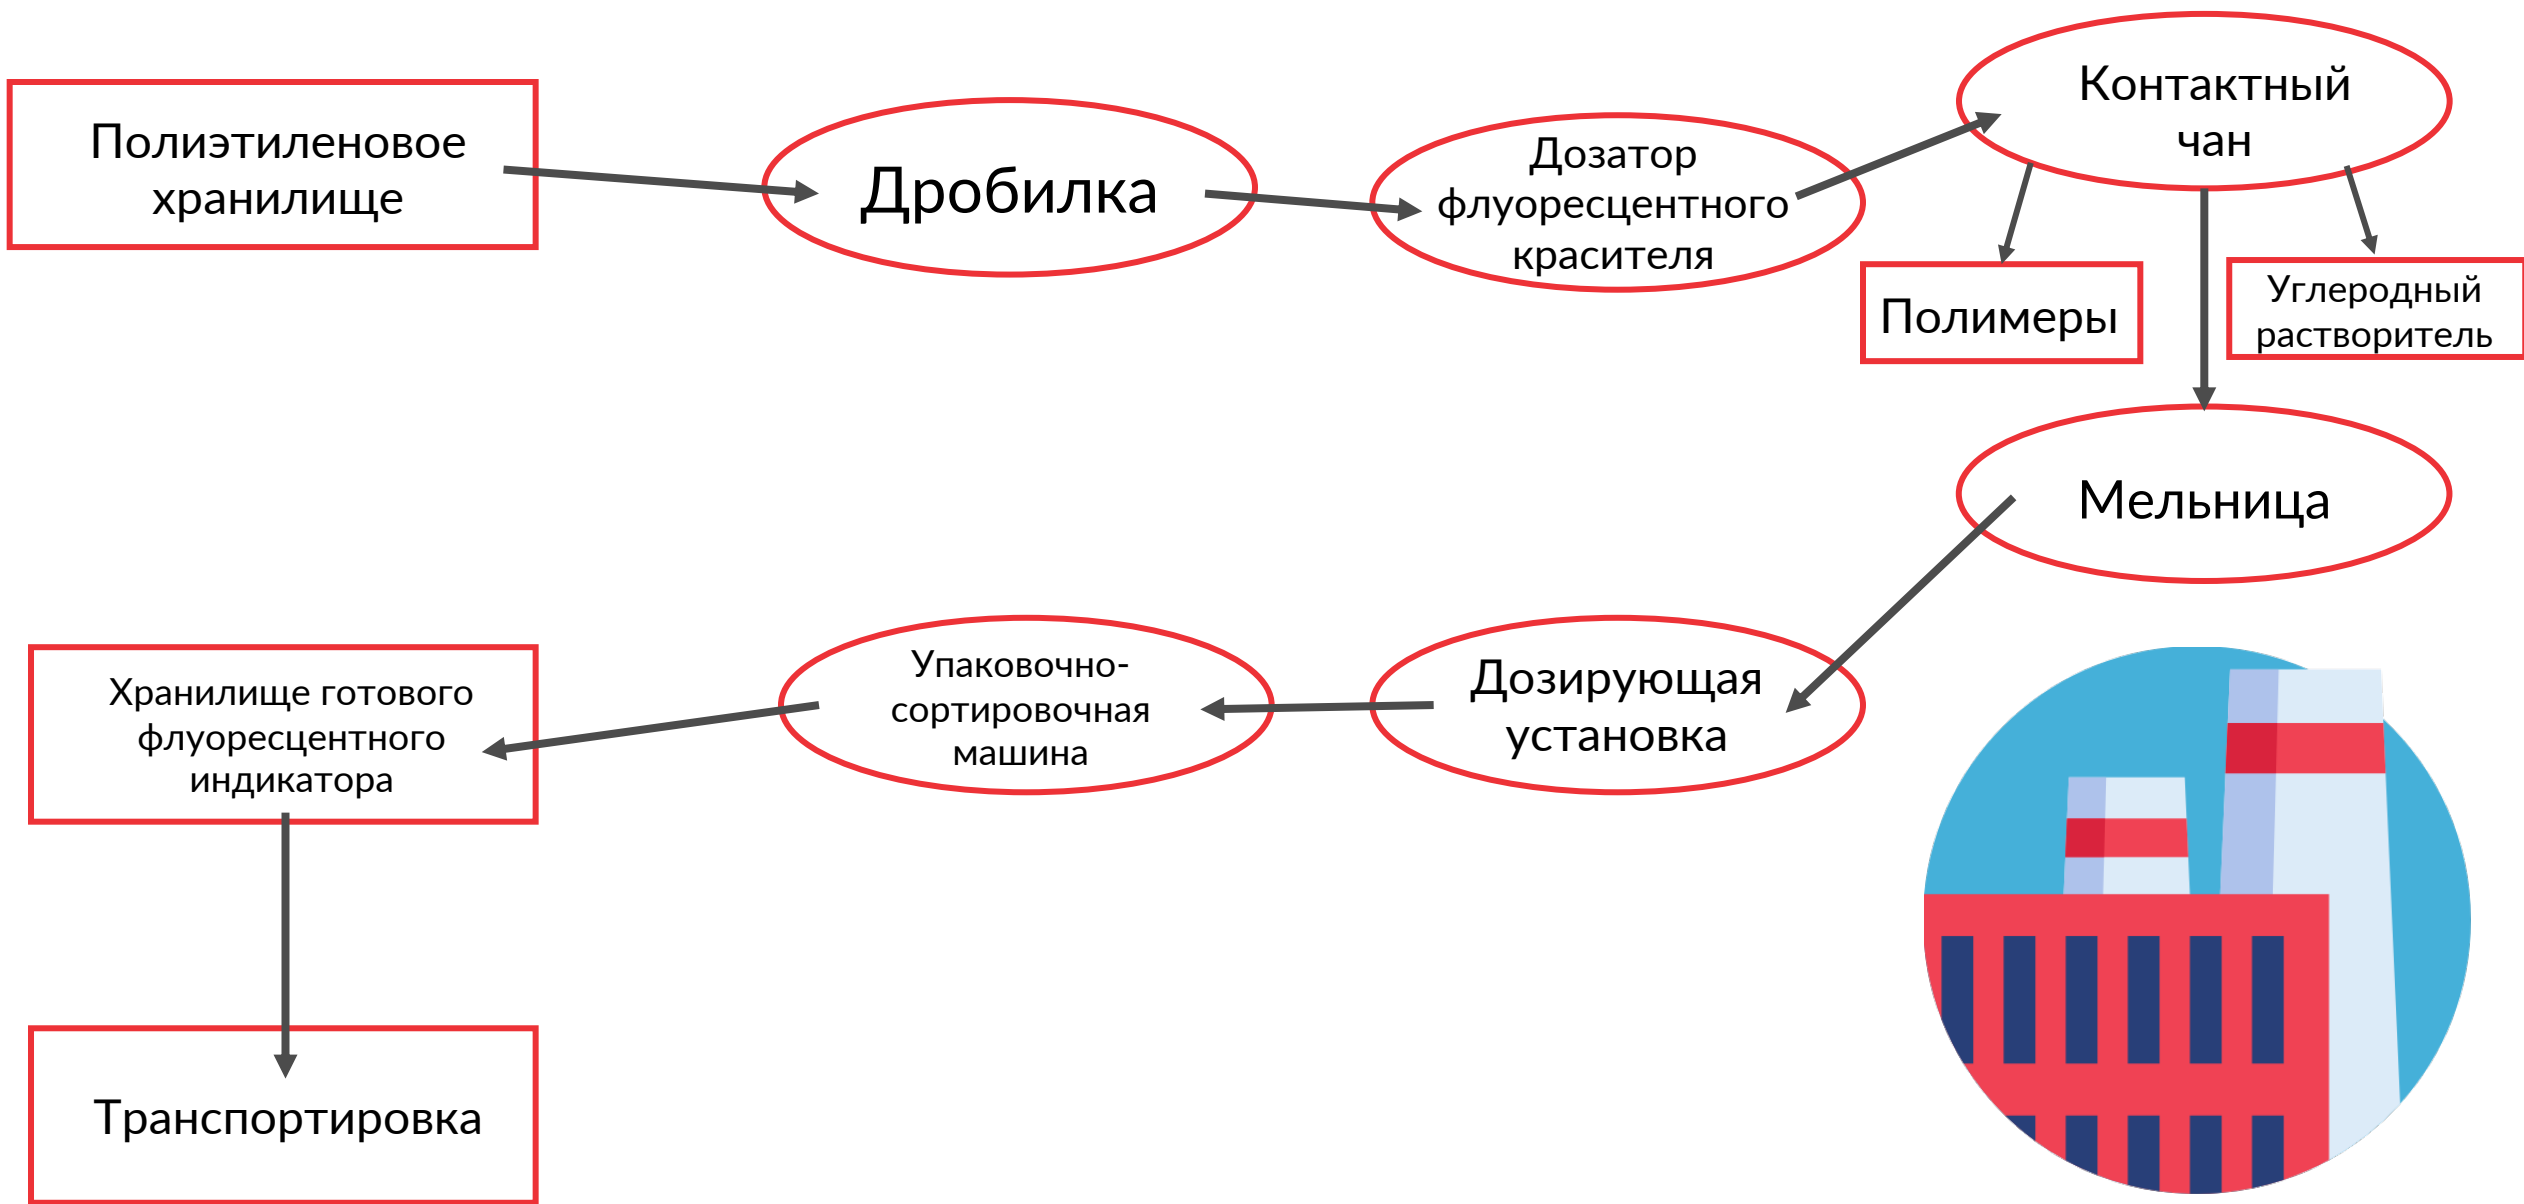 Полиэтиленовое
хранилище
Дробилка
Дозатор
флуоресцентного
красителя
Контактный
чан
Полимеры
Углеродный
растворитель
Мельница
Дозирующая
установка
Упаковочно-
сортировочная
машина
Хранилище готового
флуоресцентного
индикатора
Транспортировка